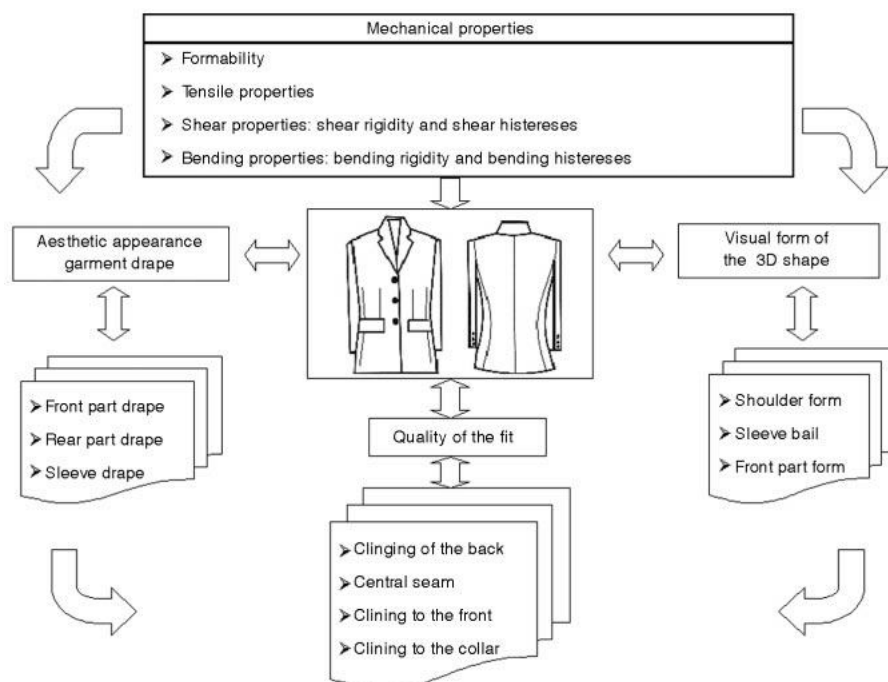 Mechanical properties
➤ Formability
➤ Tensile properties
➤ Shear properties: shear rigidity and shear histereses
➤ Bending properties: bending rigidity and bending histereses
Aesthetic appearance
garment drape
Visual form of
the 3D shape
➤ Front part drape
➤ Rear part drape
➤ Sleeve drape
Quality of the fit
➤ Shoulder form
➤ Sleeve bail
➤ Front part form
➤ Clinging of the back
➤ Central seam
➤ Clining to the front
➤ Clining to the collar